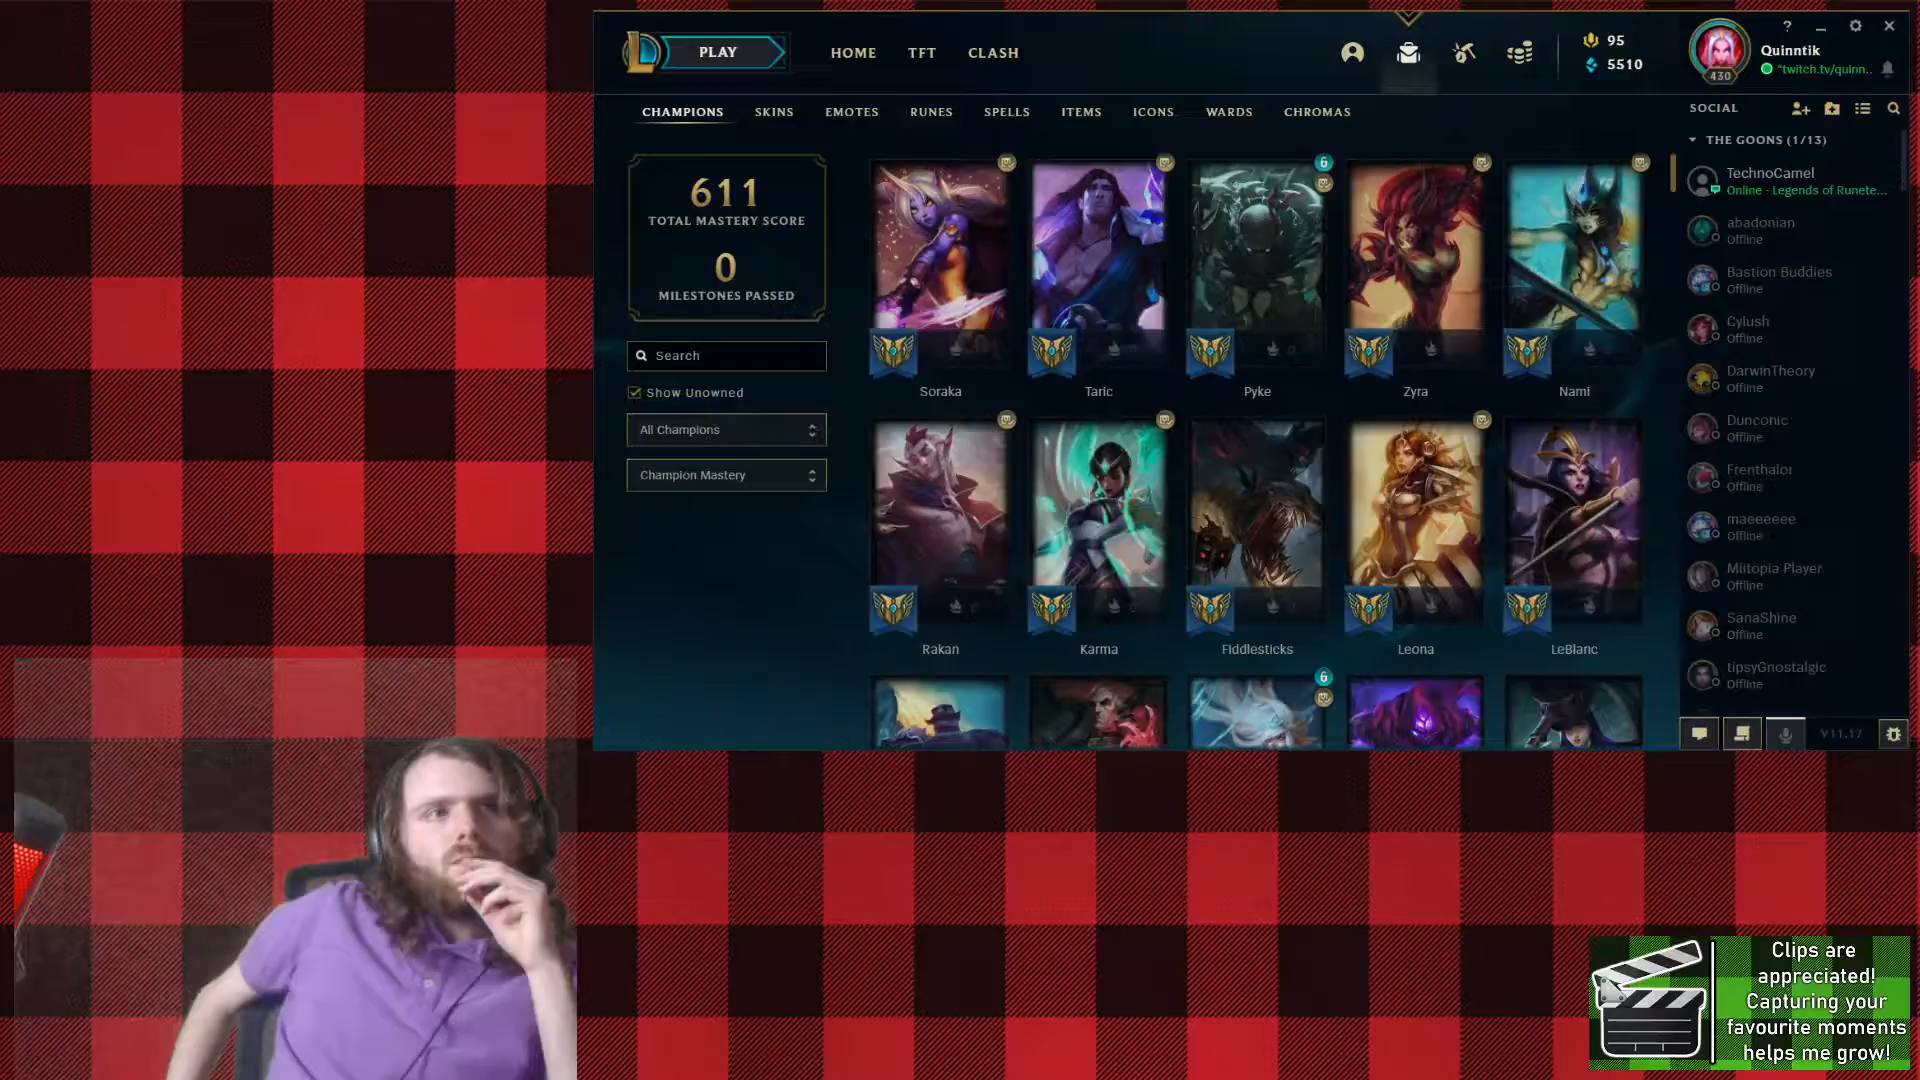 PLAY
HOME
TFT
CLASH
95
5510
430
?
Quinntik
"twitch.tv/quinn..
CHAMPIONS
SKINS
EMOTES
RUNES
SPELLS
ITEMS
ICONS
WARDS
CHROMAS
611
TOTAL MASTERY SCORE
0
MILESTONES PASSED
Search
Show Unowned
All Champions
Champion Mastery
6
Soraka
Taric
Pyke
Zyra
Nami
Rakan
Karma
Fiddlesticks
Leona
LeBlanc
6
SOCIAL
THE GOONS (1/13)
TechnoCamel
Online - Legends of Runete...
abadonian
Offline
Bastion Buddies
Offline
Cylush
Offline
DarwinTheory
Offline
Dunconic
Offline
Frenthalor
Offline
maeeeeee
Offline
Miitopia Player
Offline
SanaShine
Offline
tipsyGnostalgic
Offline
V11.17
Clips are
appreciated!
Capturing your
favourite moments
helps me grow!